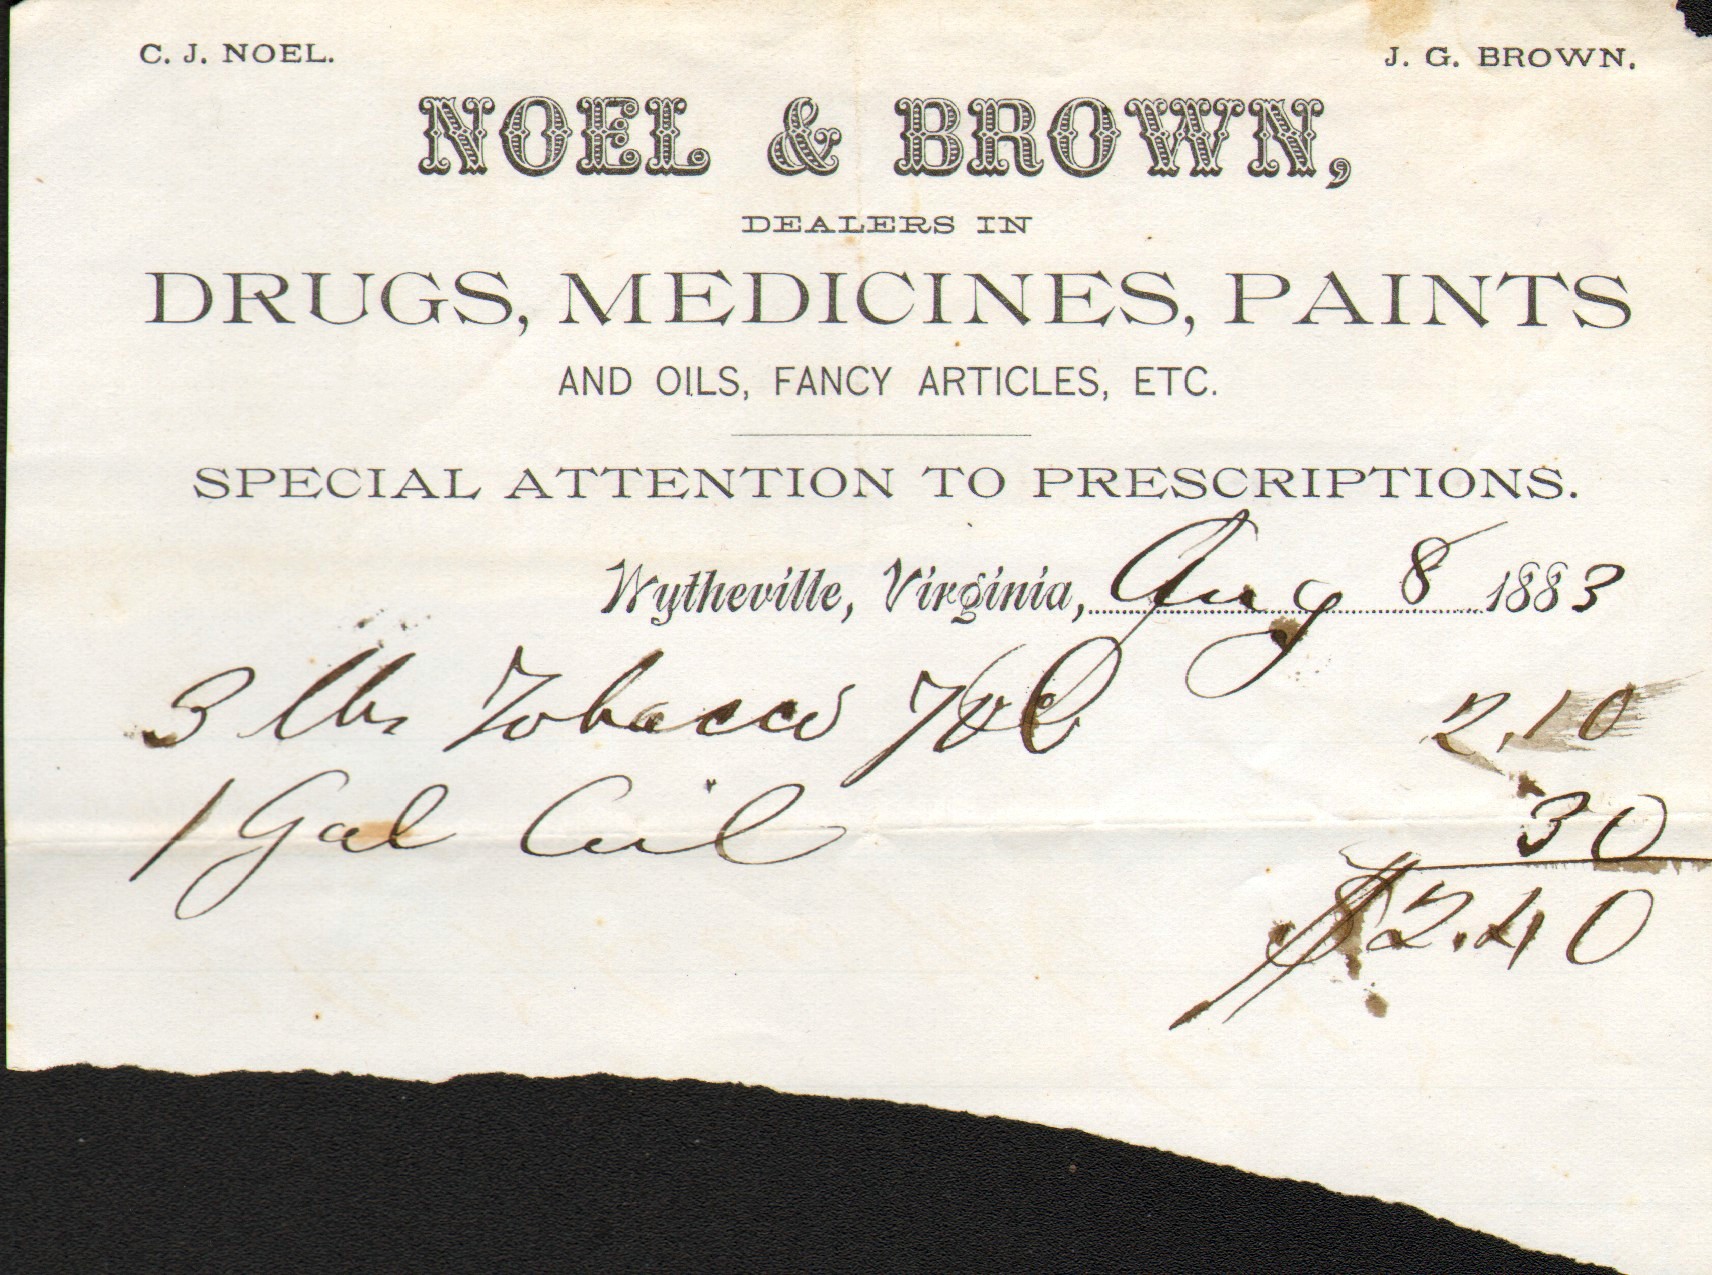 C. J. NOEL. J. G. BROWN.
NOEL & BROWN,
DEALERS IN
DRUGS, MEDICINES, PAINTS
AND OILS, FANCY ARTICLES, ETC.
SPECIAL ATTENTION TO PRESCRIPTIONS.
Wytheville, Virginia, Aug 8 1883
3 lbs Tobacco 70¢ 2.10
1 Gal Oil 30
$2.40